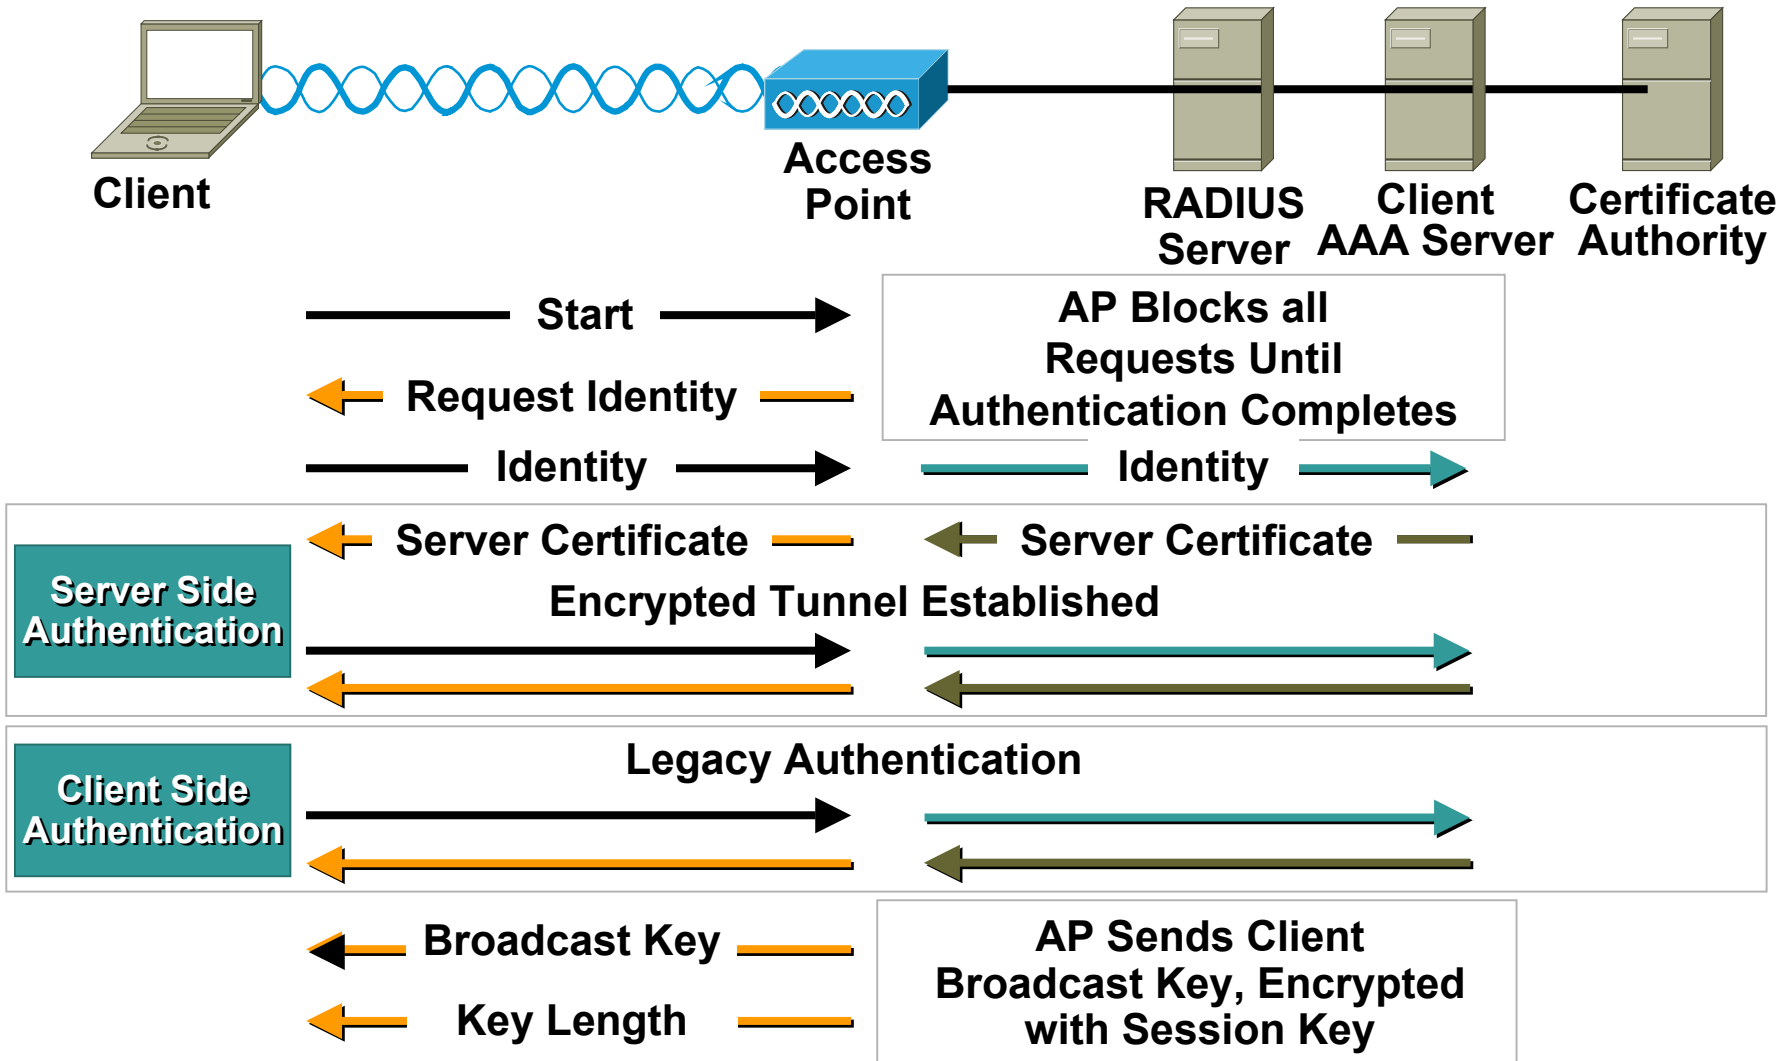 Client
Access
Point
RADIUS
Server
Client
AAA Server
Certificate
Authority
Start
AP Blocks all
Requests Until
Authentication Completes
Request Identity
Identity
Identity
Server Certificate
Server Certificate
Server Side
Authentication
Encrypted Tunnel Established
Client Side
Authentication
Legacy Authentication
Broadcast Key
Key Length
AP Sends Client
Broadcast Key, Encrypted
with Session Key